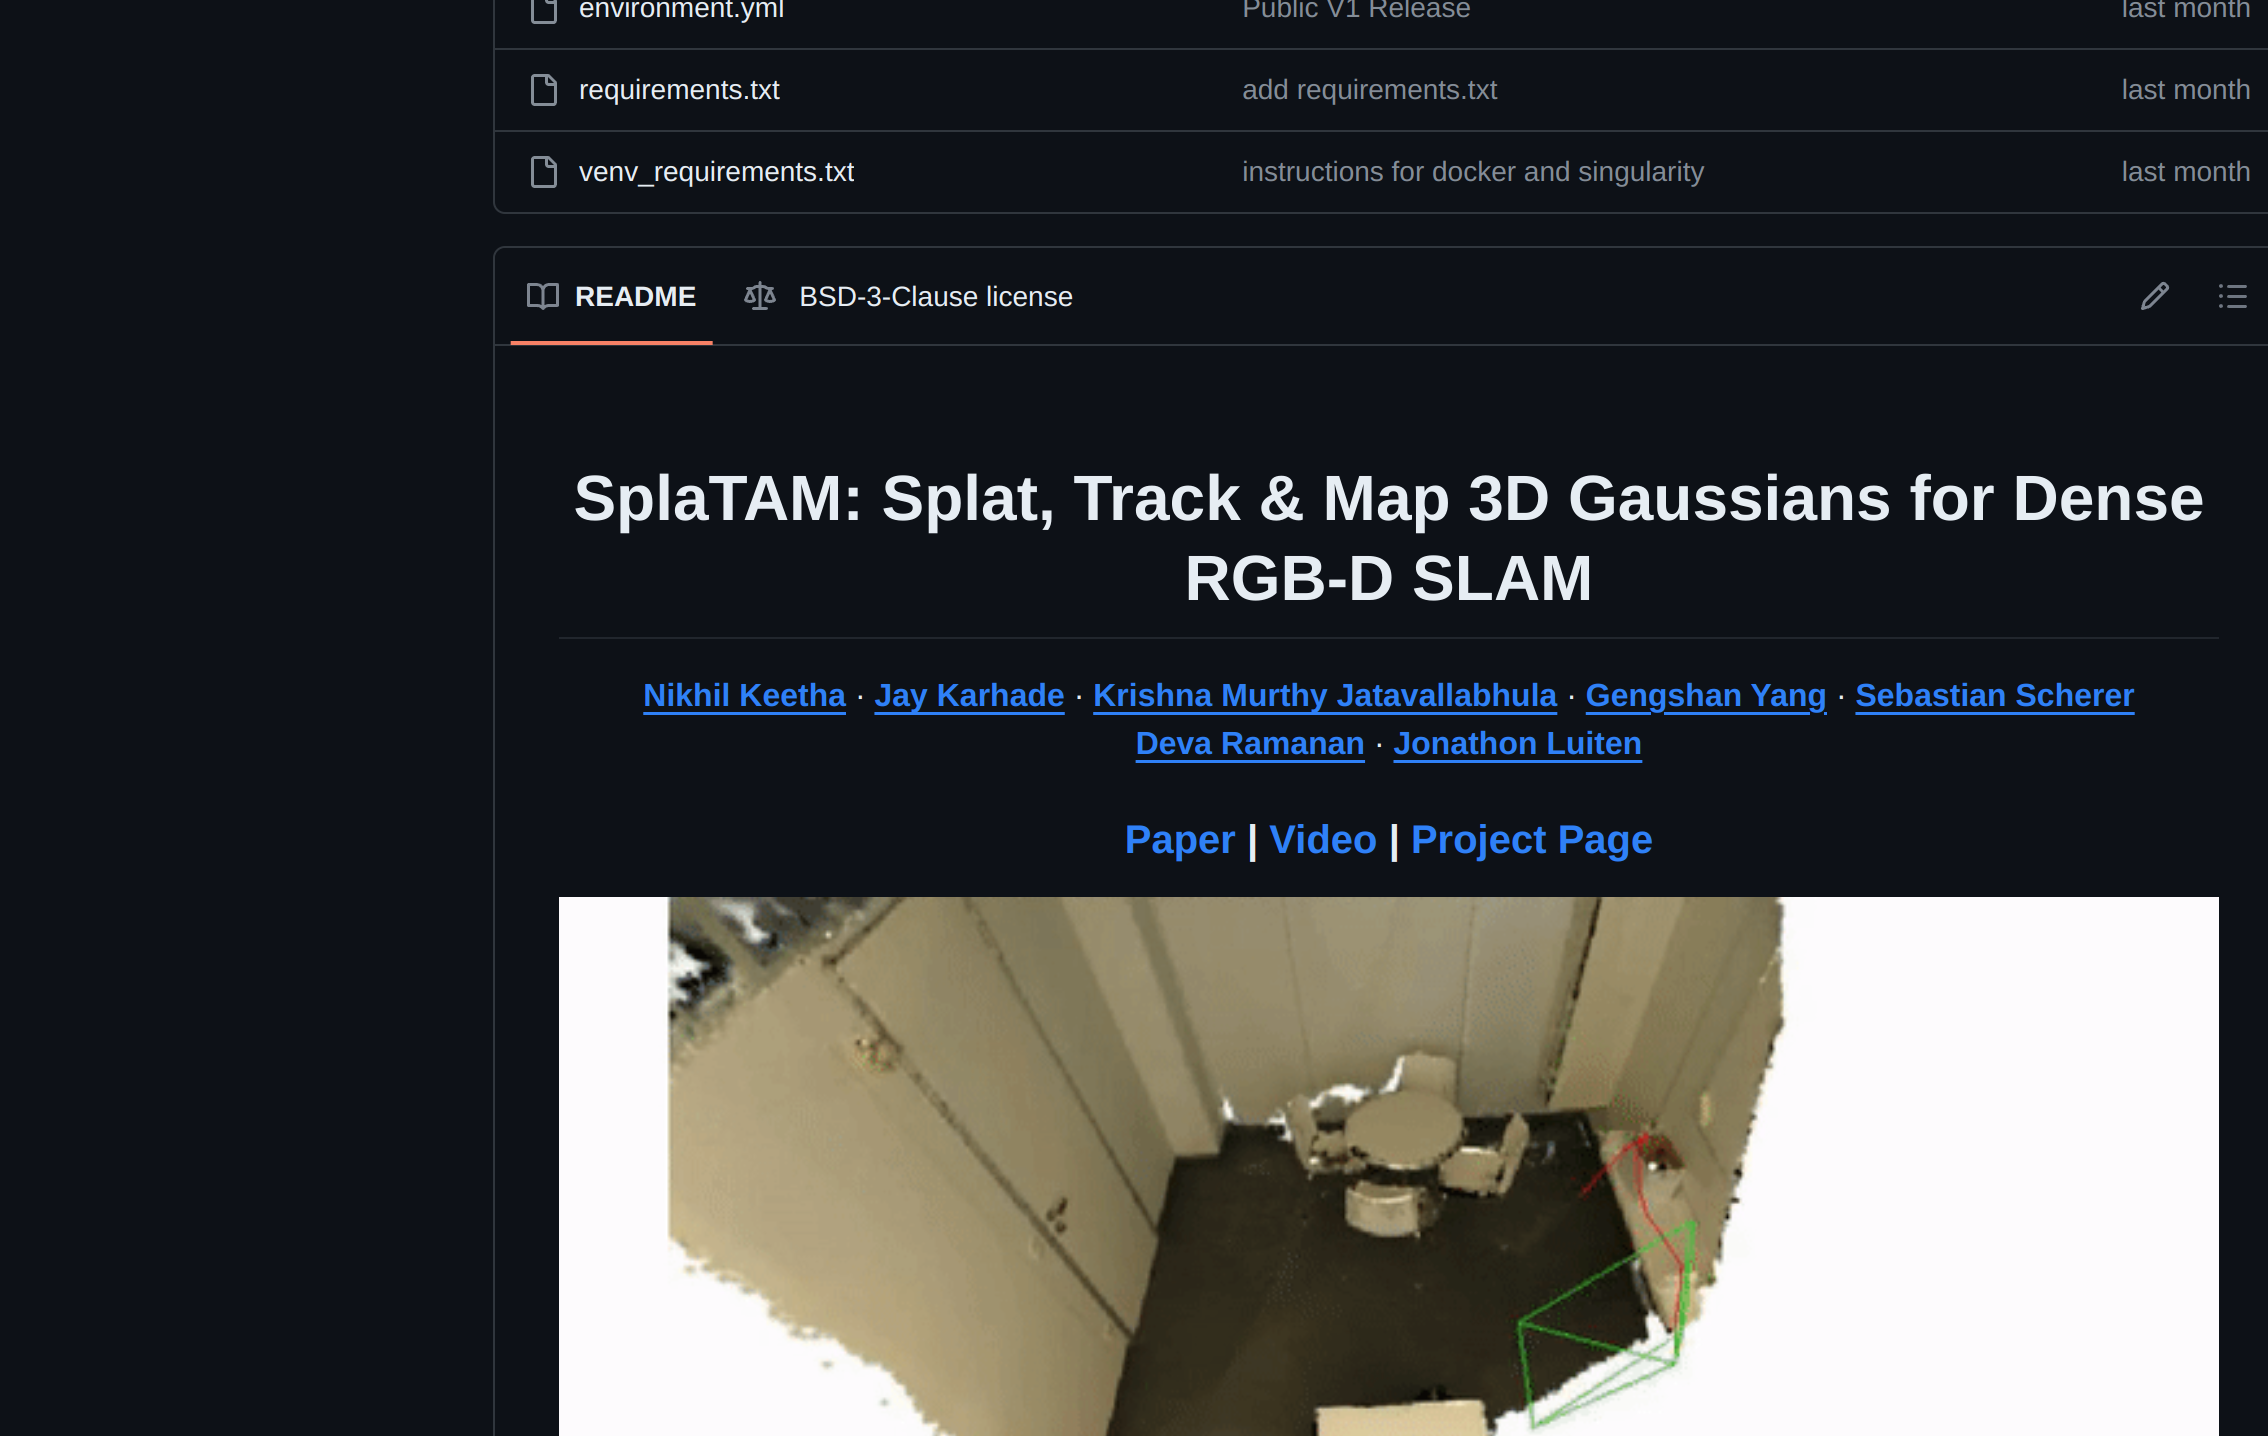 environment.yml Public V1 Release last month
requirements.txt add requirements.txt last month
venv_requirements.txt instructions for docker and singularity last month
README BSD-3-Clause license
SplaTAM: Splat, Track & Map 3D Gaussians for Dense
RGB-D SLAM
Nikhil Keetha · Jay Karhade · Krishna Murthy Jatavallabhula · Gengshan Yang · Sebastian Scherer
Deva Ramanan · Jonathon Luiten
Paper | Video | Project Page